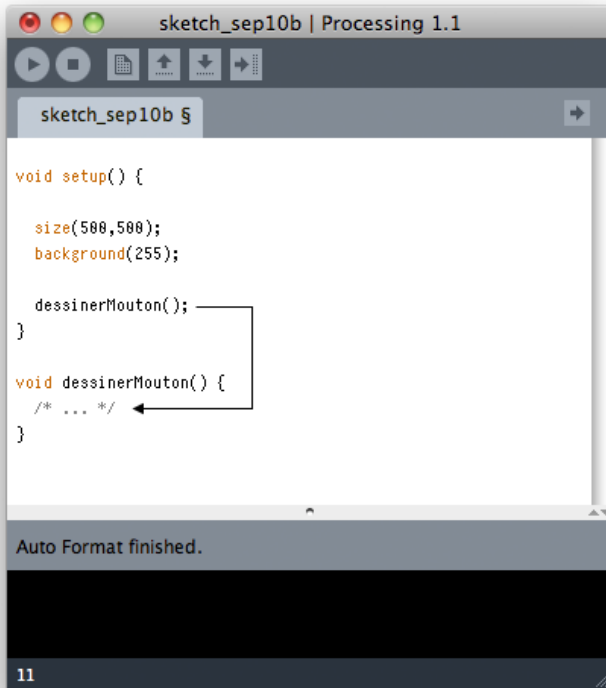 sketch_sep10b | Processing 1.1
sketch_sep10b §
void setup() {
size(500,500);
background(255);
dessinerMouton();
}
void dessinerMouton() {
/* ... */
}
Auto Format finished.
11